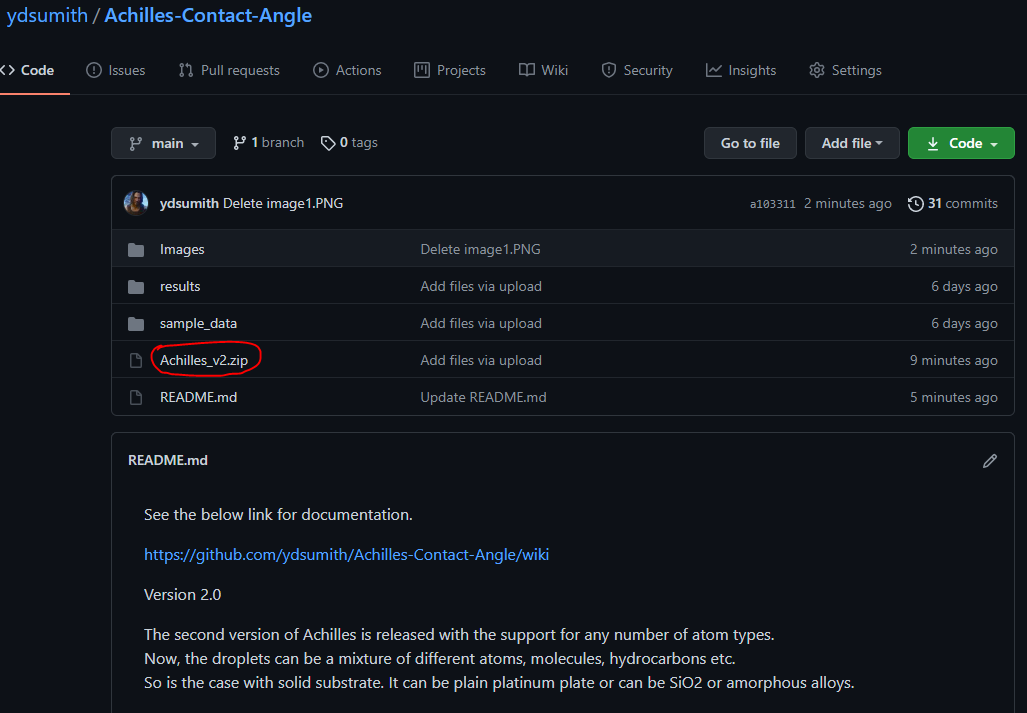 ydsumith / Achilles-Contact-Angle
<> Code Issues Pull requests Actions Projects Wiki Security Insights Settings
main 1 branch 0 tags Go to file Add file Code
ydsumith Delete image1.PNG a103311 2 minutes ago 31 commits
Images Delete image1.PNG 2 minutes ago
results Add files via upload 6 days ago
sample_data Add files via upload 6 days ago
Achilles_v2.zip Add files via upload 9 minutes ago
README.md Update README.md 5 minutes ago
README.md
See the below link for documentation.
https://github.com/ydsumith/Achilles-Contact-Angle/wiki
Version 2.0
The second version of Achilles is released with the support for any number of atom types.
Now, the droplets can be a mixture of different atoms, molecules, hydrocarbons etc.
So is the case with solid substrate. It can be plain platinum plate or can be SiO2 or amorphous alloys.